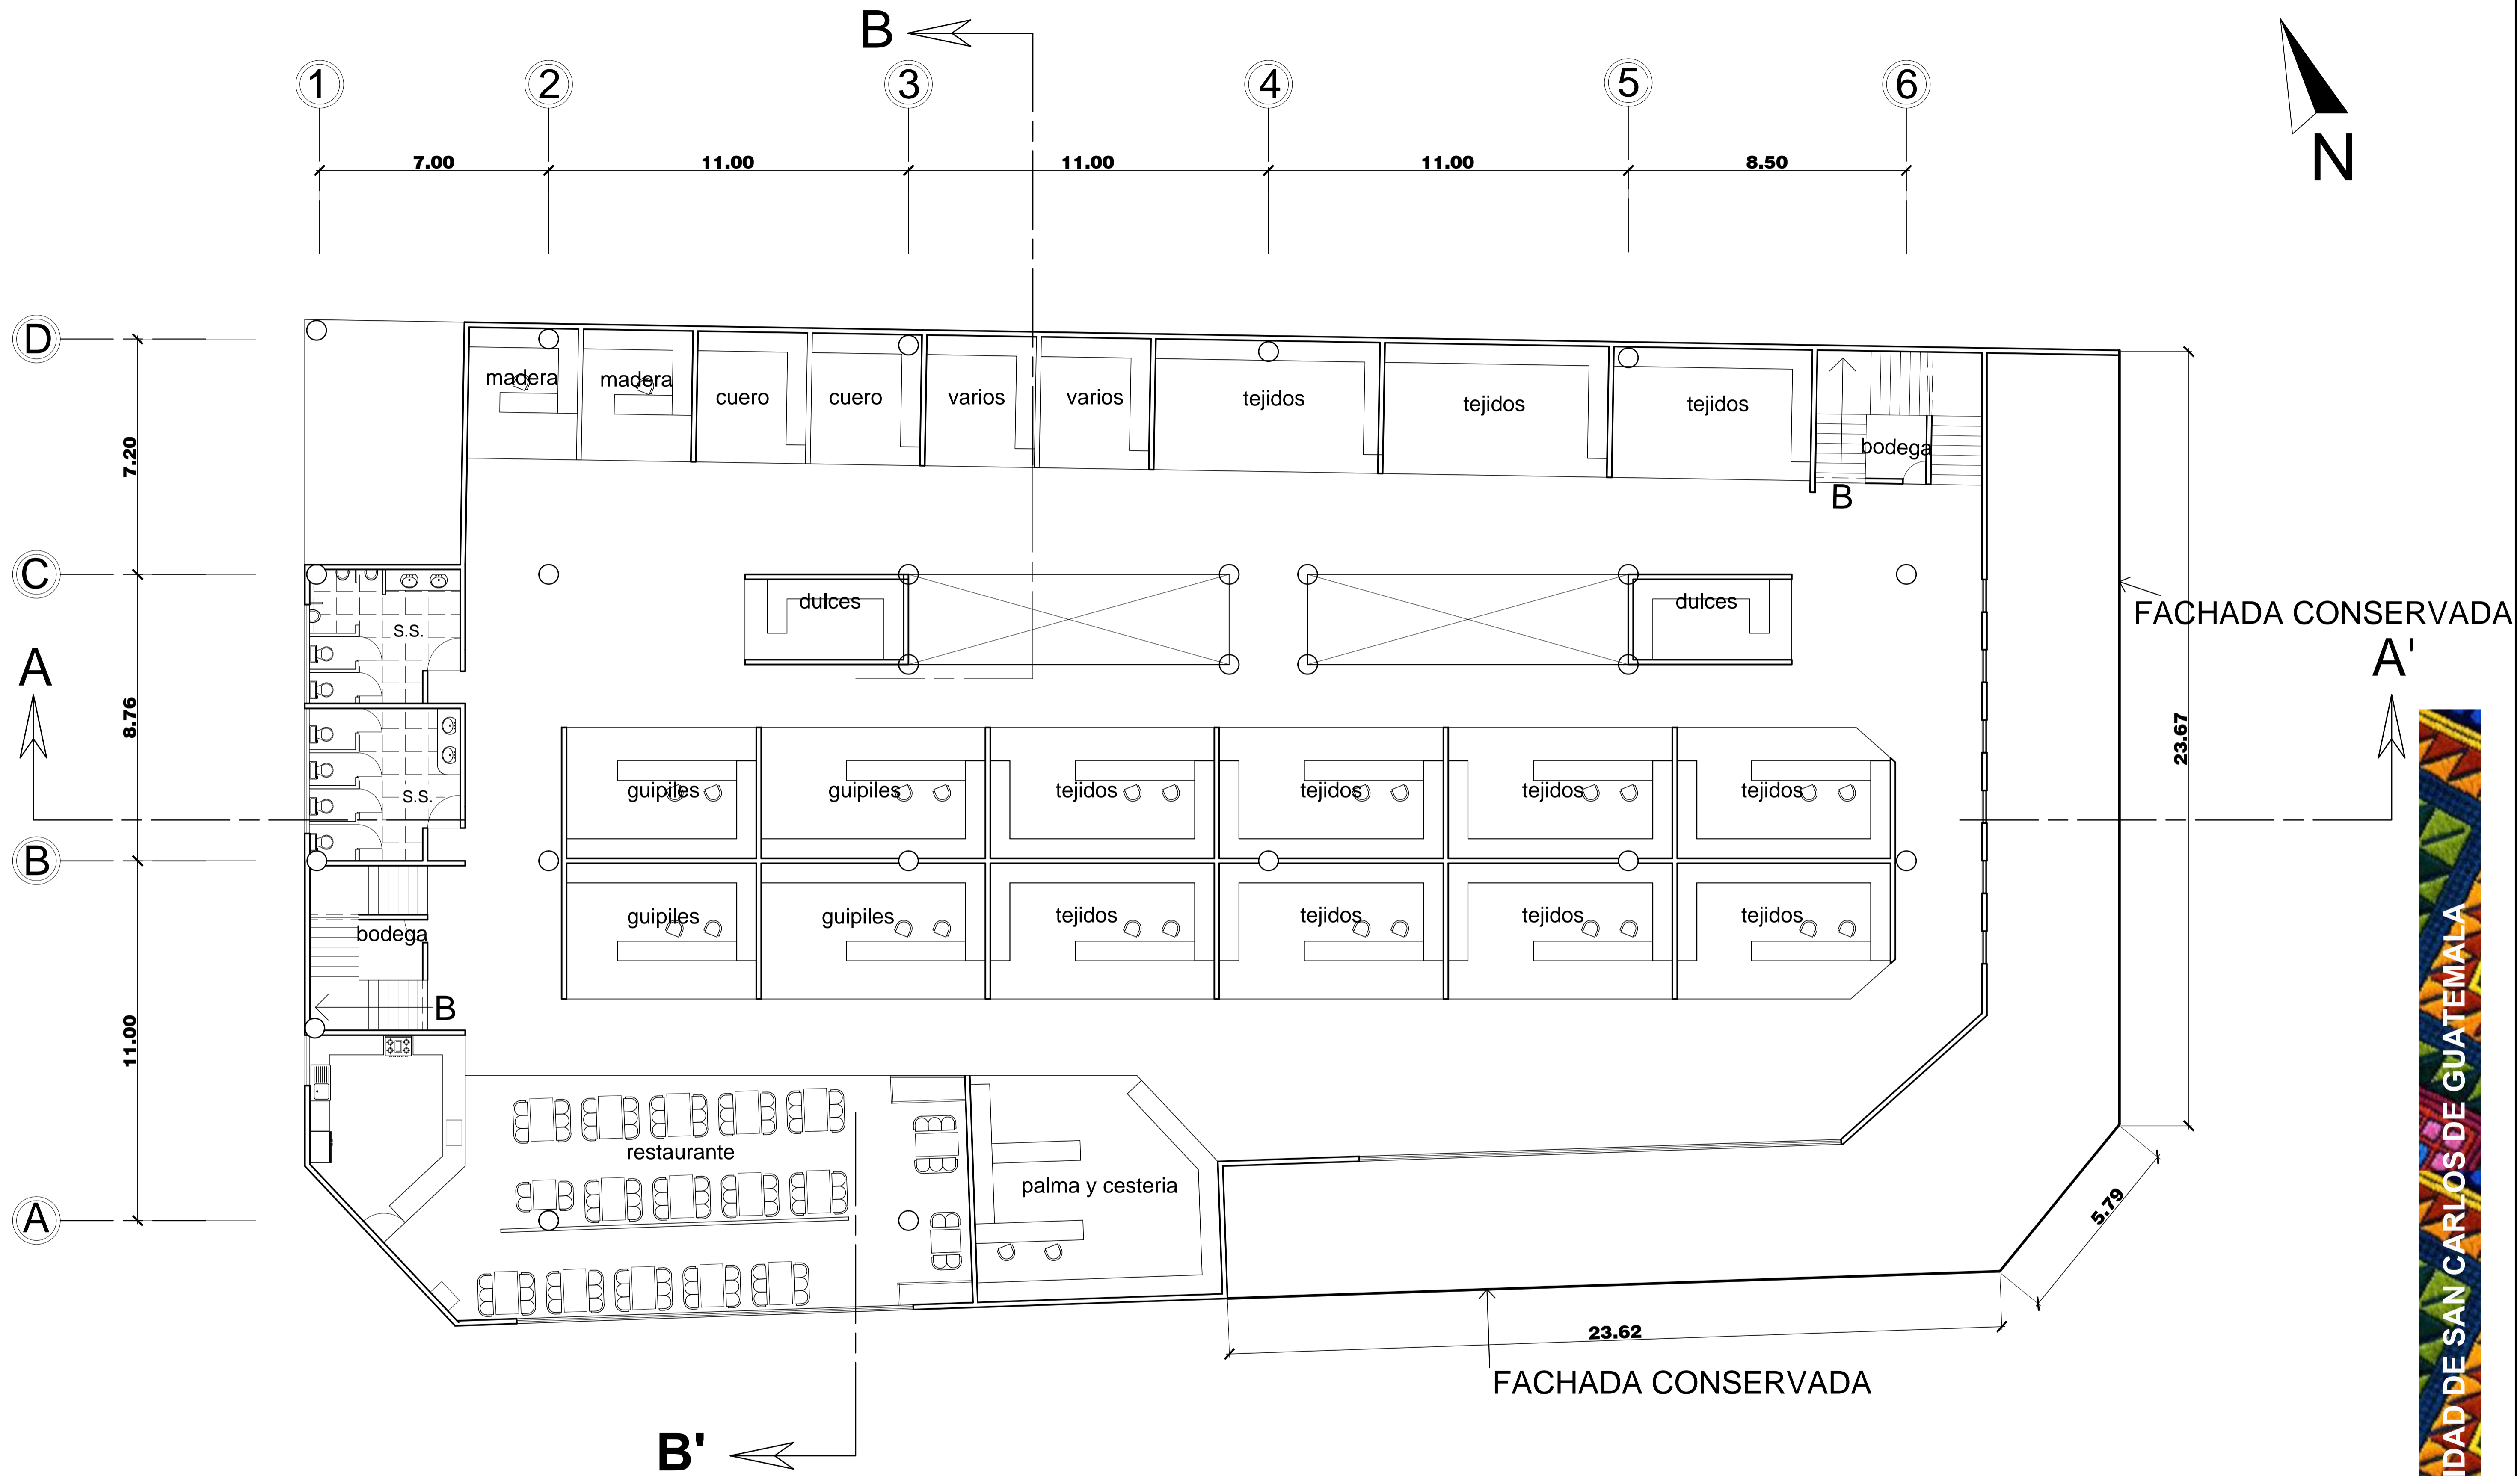 B
1 2 3 4 5 6
N
7.00 11.00 11.00 11.00 8.50
D
madera madera cuero cuero varios varios tejidos tejidos tejidos
bodega
B
7.20
C
dulces dulces
FACHADA CONSERVADA
S.S.
A A'
8.76
23.67
guipiles guipiles tejidos tejidos tejidos tejidos
S.S.
B
guipiles guipiles tejidos tejidos tejidos tejidos
bodega
B
11.00
restaurante
palma y cesteria
A
5.79
23.62
FACHADA CONSERVADA
B'
IDAD DE SAN CARLOS DE GUATEMALA